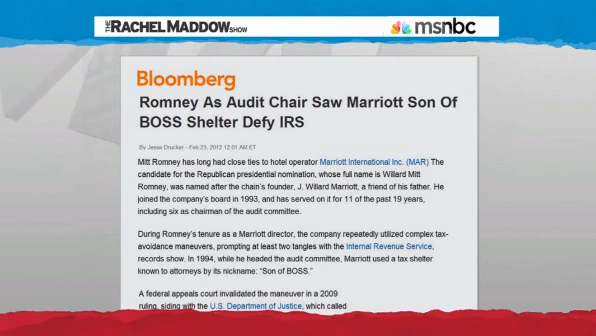 THE RACHEL MADDOW SHOW
msnbc
Bloomberg
Romney As Audit Chair Saw Marriott Son Of
BOSS Shelter Defy IRS
By Jesse Drucker - Feb 23, 2012 12:01 AM ET
Mitt Romney has long had close ties to hotel operator Marriott International Inc. (MAR) The
candidate for the Republican presidential nomination, whose full name is Willard Mitt
Romney, was named after the chain's founder, J. Willard Marriott, a friend of his father. He
joined the company's board in 1993, and has served on it for 11 of the past 19 years,
including six as chairman of the audit committee.
During Romney's tenure as a Marriott director, the company repeatedly utilized complex tax-
avoidance maneuvers, prompting at least two tangles with the Internal Revenue Service,
records show. In 1994, while he headed the audit committee, Marriott used a tax shelter
known to attorneys by its nickname: "Son of BOSS."
A federal appeals court invalidated the maneuver in a 2009
ruling, siding with the U.S. Department of Justice, which called